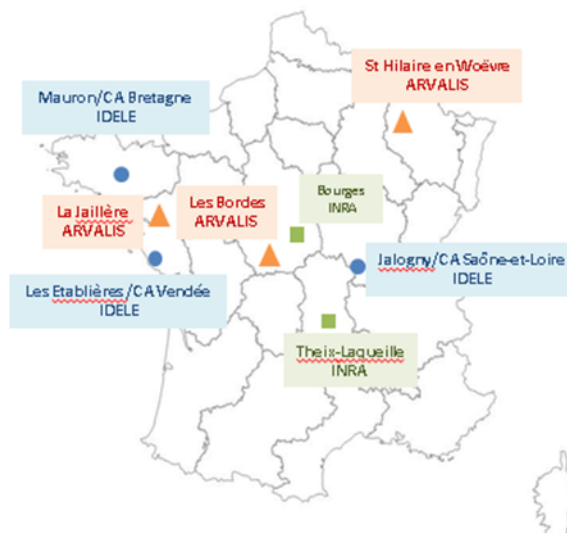 St Hilaire en Woëvre
ARVALIS
Mauron/CA Bretagne
IDELE
Bourges
INRA
La Jaillère
ARVALIS
Les Bordes
ARVALIS
Jalogny/CA Saône-et-Loire
IDELE
Les Etablières/CA Vendée
IDELE
Theix-Laqueille
INRA